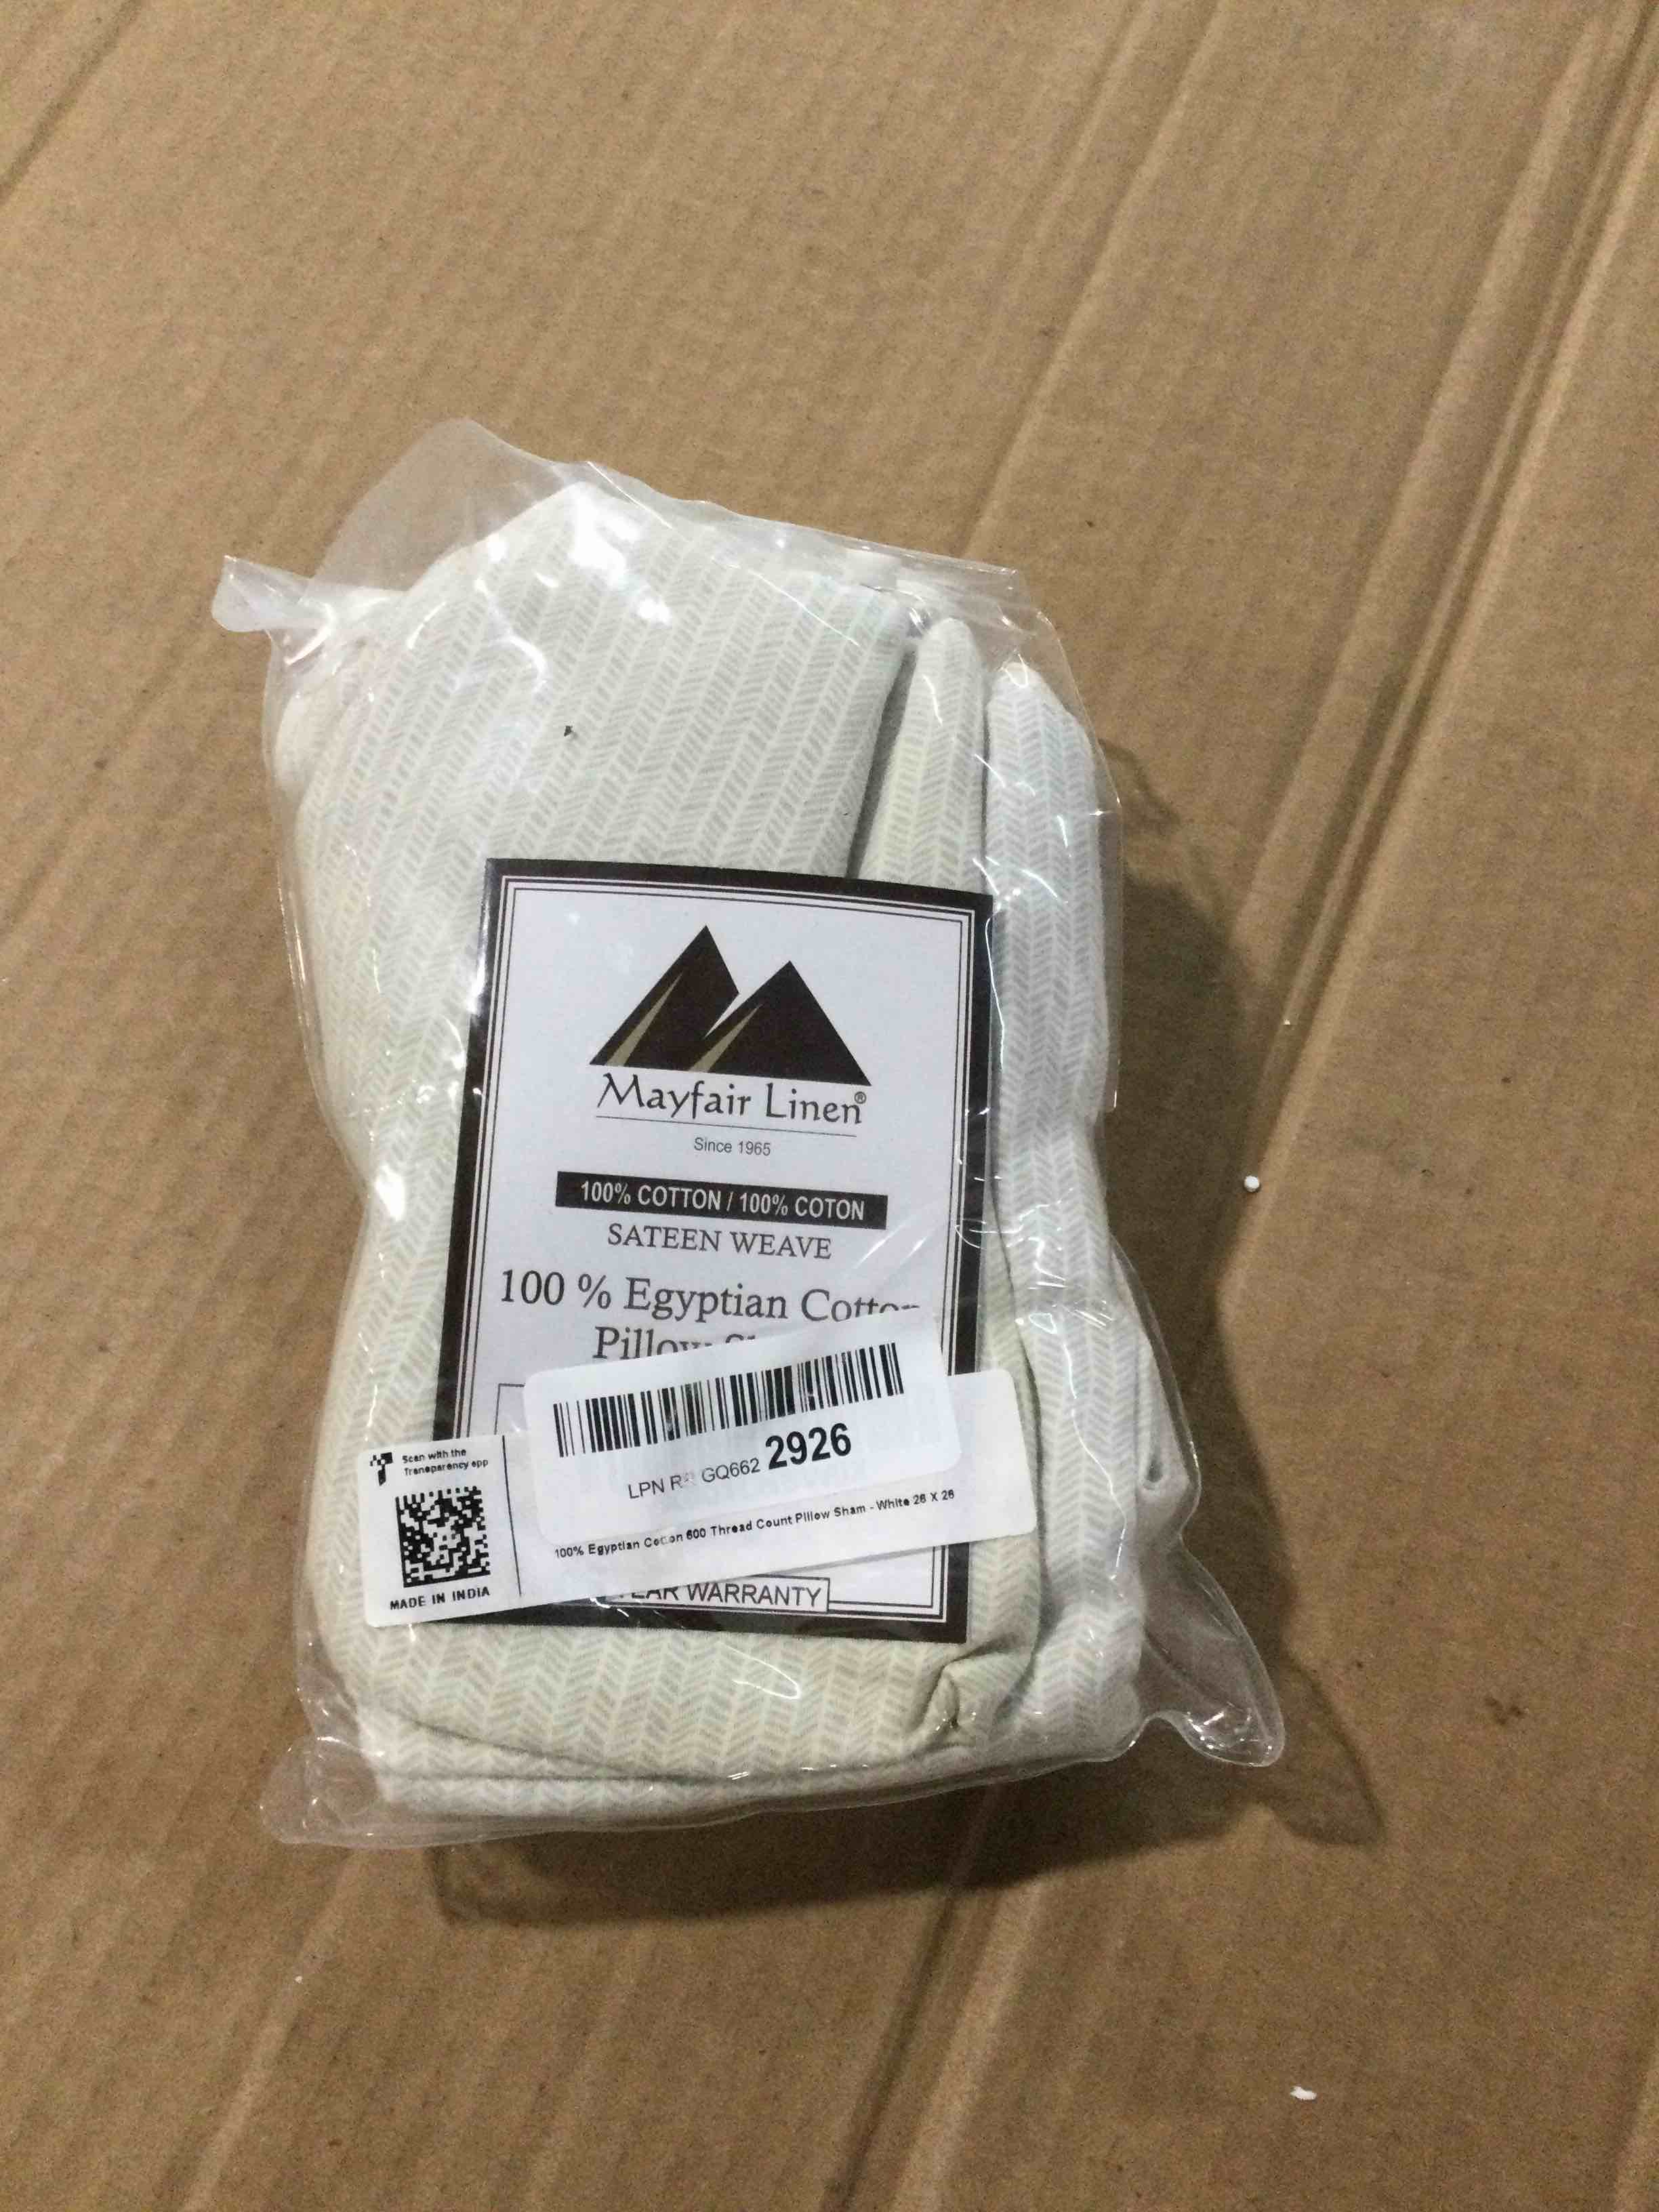 Mayfair Linen®
Since 1965
100% COTTON / 100% COTON
SATEEN WEAVE
100 % Egyptian Cotton
Pillow
2926
LPN GQ662
Scan with the
Transparency app
100% Egyptian Cotton 600 Thread Count Pillow Sham - White 26 X 26
MADE IN INDIA
WARRANTY